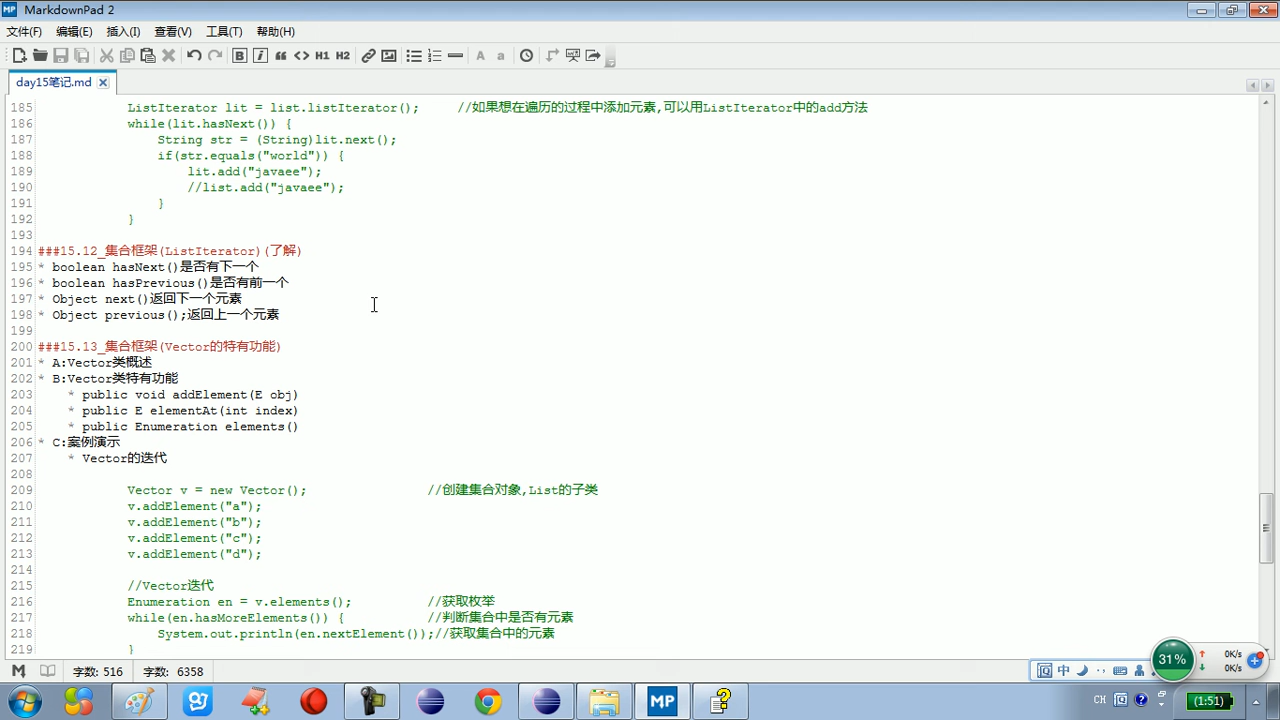 MarkdownPad 2
文件(F) 编辑(E) 插入(I) 查看(V) 工具(T) 帮助(H)
B i “ <> H1 H2 A a
day15笔记.md
185 ListIterator lit = list.listIterator(); //如果想在遍历的过程中添加元素,可以用ListIterator中的add方法
186 while(lit.hasNext()) {
187 String str = (String)lit.next();
188 if(str.equals("world")) {
189 lit.add("javaee");
190 //list.add("javaee");
191 }
192 }
193
194 ###15.12_集合框架(ListIterator)(了解)
195 * boolean hasNext()是否有下一个
196 * boolean hasPrevious()是否有前一个
197 * Object next()返回下一个元素
198 * Object previous();返回上一个元素
199
200 ###15.13_集合框架(Vector的特有功能)
201 * A:Vector类概述
202 * B:Vector类特有功能
203 * public void addElement(E obj)
204 * public E elementAt(int index)
205 * public Enumeration elements()
206 * C:案例演示
207 * Vector的迭代
208
209 Vector v = new Vector(); //创建集合对象,List的子类
210 v.addElement("a");
211 v.addElement("b");
212 v.addElement("c");
213 v.addElement("d");
214
215 //Vector迭代
216 Enumeration en = v.elements(); //获取枚举
217 while(en.hasMoreElements()) { //判断集合中是否有元素
218 System.out.println(en.nextElement());//获取集合中的元素
219 }
字数: 516 字数: 6358
中
31%
0K/s
0K/s
MP
CH
(1:51)